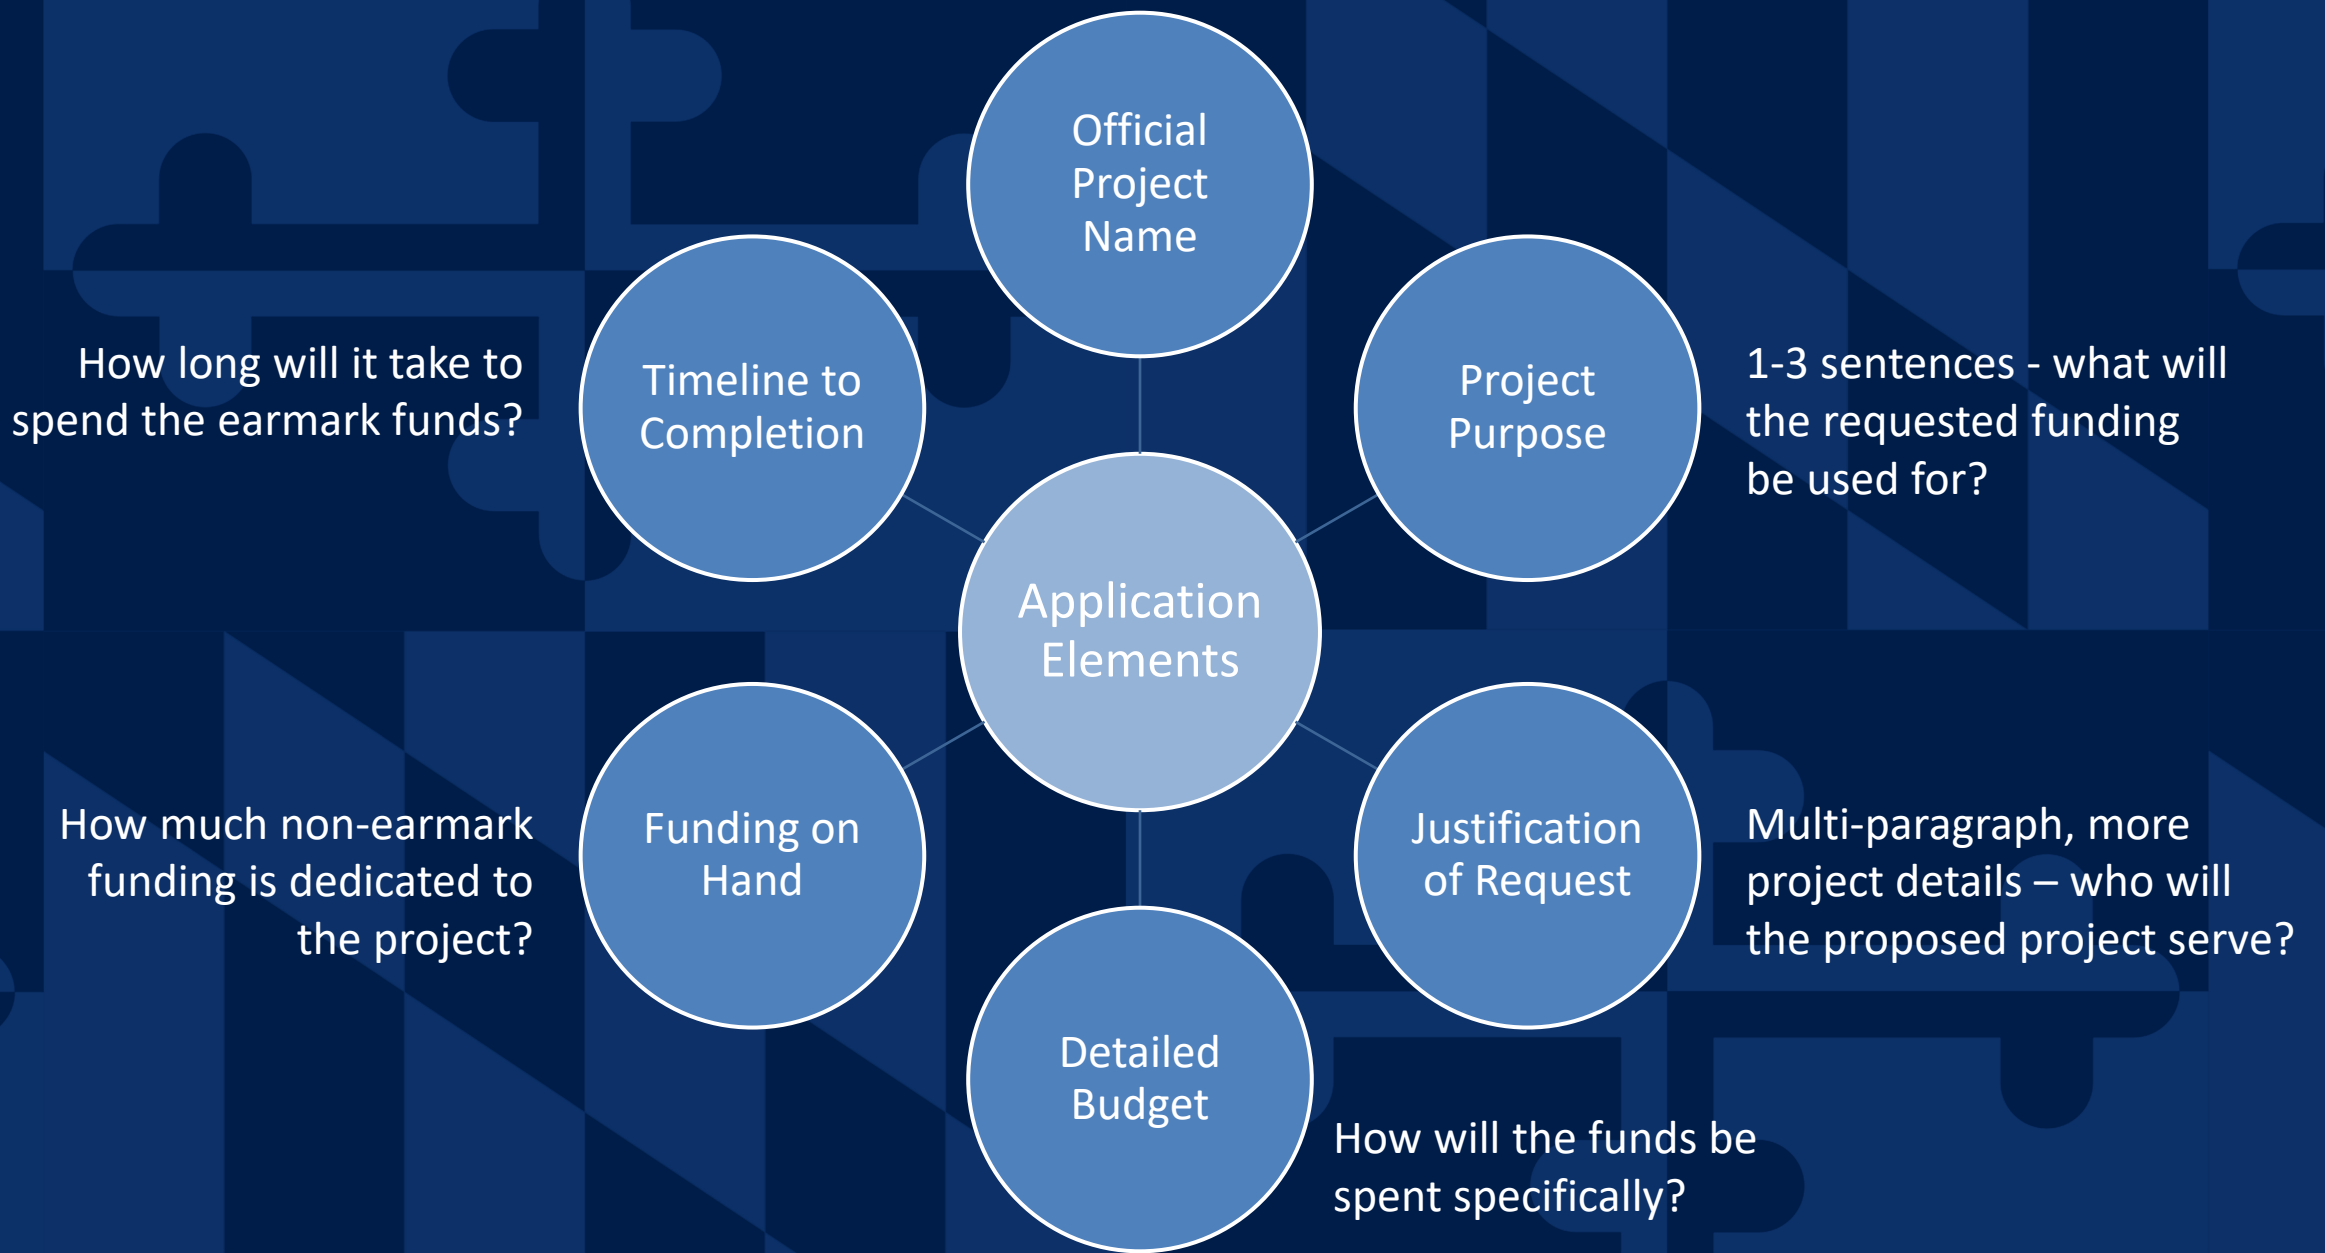 Official
Project
Name
Project
Purpose
1-3 sentences - what will
the requested funding
be used for?
Justification
of Request
Multi-paragraph, more
project details – who will
the proposed project serve?
Detailed
Budget
How will the funds be
spent specifically?
Funding on
Hand
How much non-earmark
funding is dedicated to
the project?
Timeline to
Completion
How long will it take to
spend the earmark funds?
Application
Elements